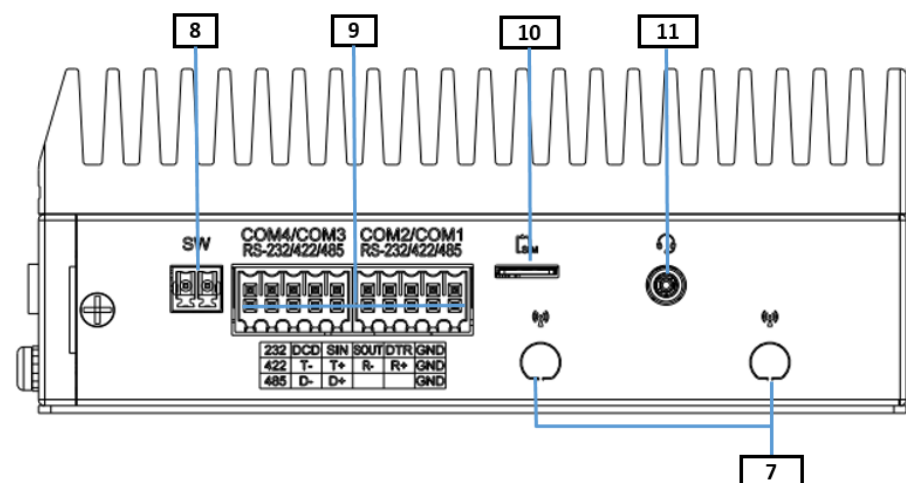 8
9
10
11
SW
COM4/COM3 COM2/COM1
RS-232/422/485 RS-232/422/485
SIM
232 DCD SIN SOUT DTR GND
422 T- T+ R- R+ GND
485 D- D+ GND
7